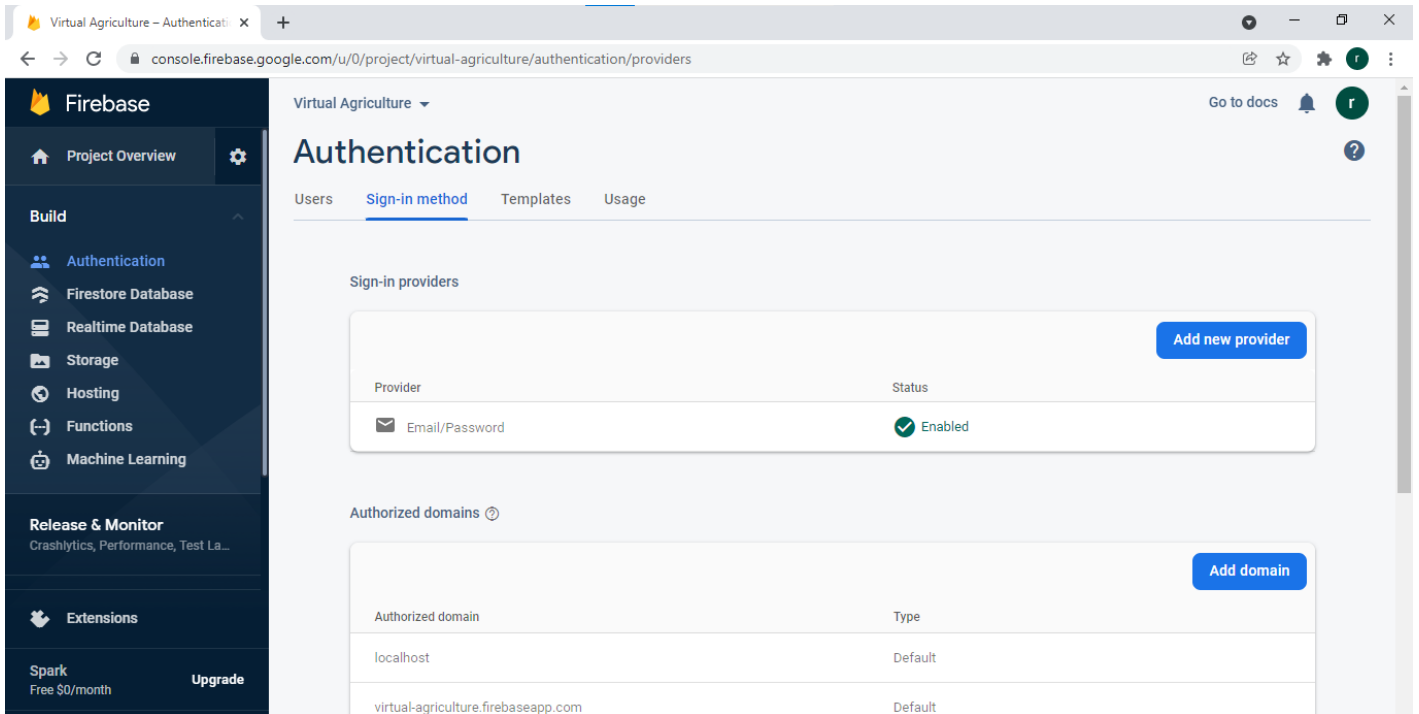 Virtual Agriculture – Authenticati
console.firebase.google.com/u/0/project/virtual-agriculture/authentication/providers
r
Firebase
Virtual Agriculture
Go to docs
r
Project Overview
Authentication
Users Sign-in method Templates Usage
Build
Authentication
Firestore Database
Realtime Database
Storage
Hosting
Functions
Machine Learning
Release & Monitor
Crashlytics, Performance, Test La...
Extensions
Spark
Free $0/month
Upgrade
Sign-in providers
Add new provider
Provider Status
Email/Password Enabled
Authorized domains
Add domain
Authorized domain Type
localhost Default
virtual-agriculture.firebaseapp.com Default